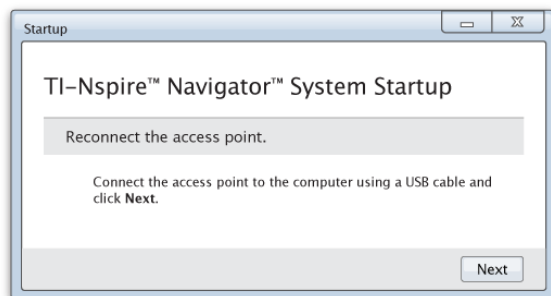 Startup
TI-Nspire™ Navigator™ System Startup
Reconnect the access point.
Connect the access point to the computer using a USB cable and
click Next.
Next